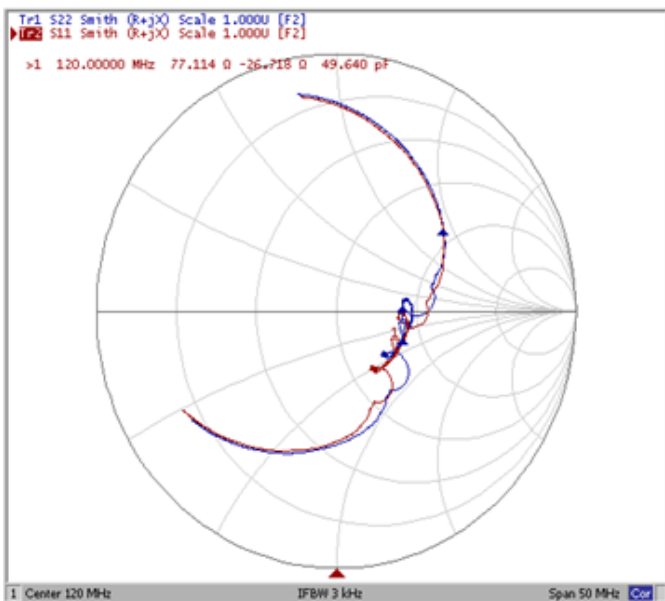 Tr1 S22 Smith (R+jX) Scale 1.000U [F2]
Tr2 S11 Smith (R+jX) Scale 1.000U [F2]
>1 120.00000 MHz 77.114 Ω -26.718 Ω 49.640 pF
1 Center 120 MHz IFBW 3 kHz Span 50 MHz Cor